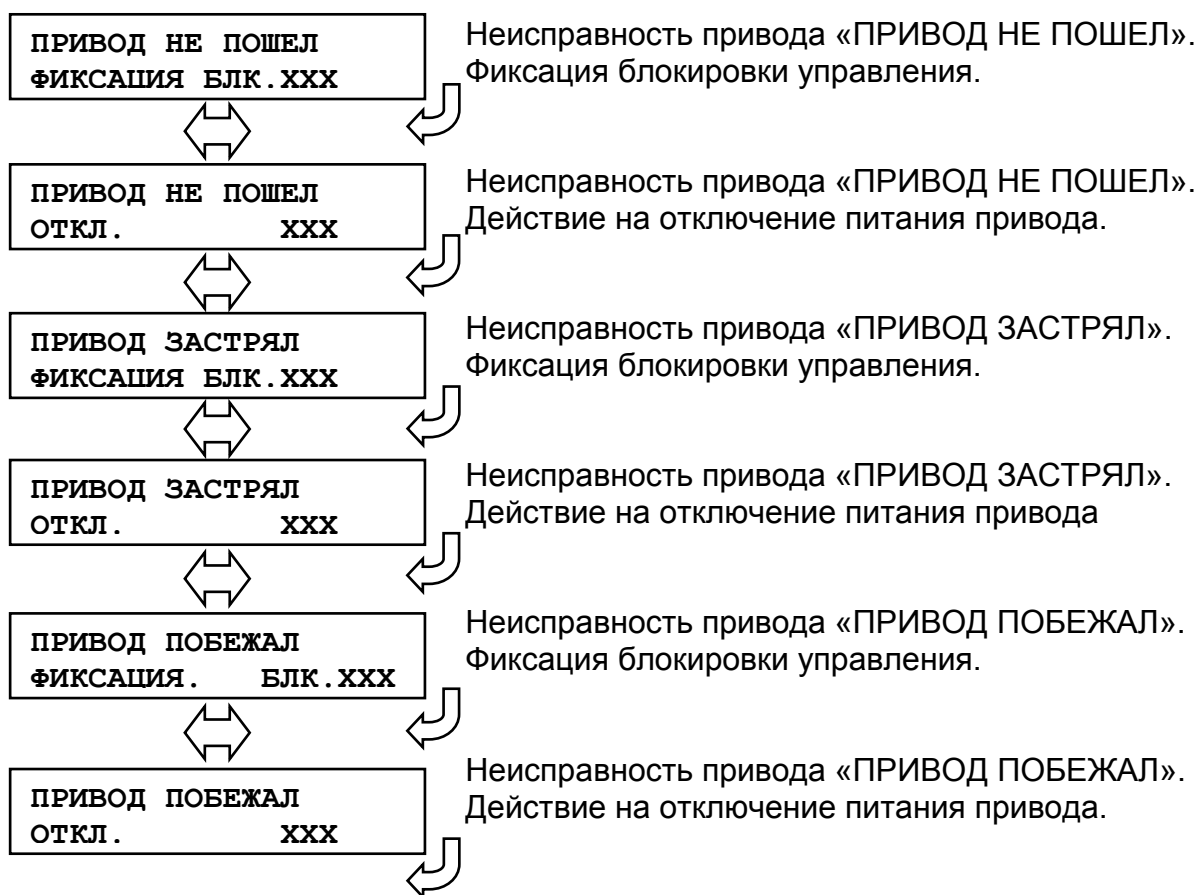 ПРИВОД НЕ ПОШЕЛ
ФИКСАЦИЯ БЛК.XXX
Неисправность привода «ПРИВОД НЕ ПОШЕЛ».
Фиксация блокировки управления.
ПРИВОД НЕ ПОШЕЛ
ОТКЛ. XXX
Неисправность привода «ПРИВОД НЕ ПОШЕЛ».
Действие на отключение питания привода.
ПРИВОД ЗАСТРЯЛ
ФИКСАЦИЯ БЛК.XXX
Неисправность привода «ПРИВОД ЗАСТРЯЛ».
Фиксация блокировки управления.
ПРИВОД ЗАСТРЯЛ
ОТКЛ. XXX
Неисправность привода «ПРИВОД ЗАСТРЯЛ».
Действие на отключение питания привода
ПРИВОД ПОБЕЖАЛ
ФИКСАЦИЯ. БЛК.XXX
Неисправность привода «ПРИВОД ПОБЕЖАЛ».
Фиксация блокировки управления.
ПРИВОД ПОБЕЖАЛ
ОТКЛ. XXX
Неисправность привода «ПРИВОД ПОБЕЖАЛ».
Действие на отключение питания привода.